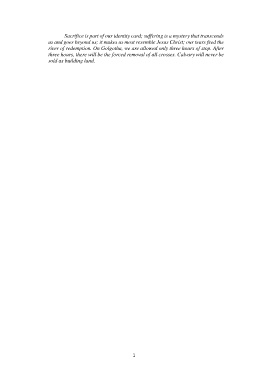 Sacrifice is part of our identity card; suffering is a mystery that transcends
us and goes beyond us; it makes us most resemble Jesus Christ; our tears feed the
river of redemption. On Golgotha, we are allowed only three hours of stop. After
three hours, there will be the forced removal of all crosses. Calvary will never be
sold as building land.
1